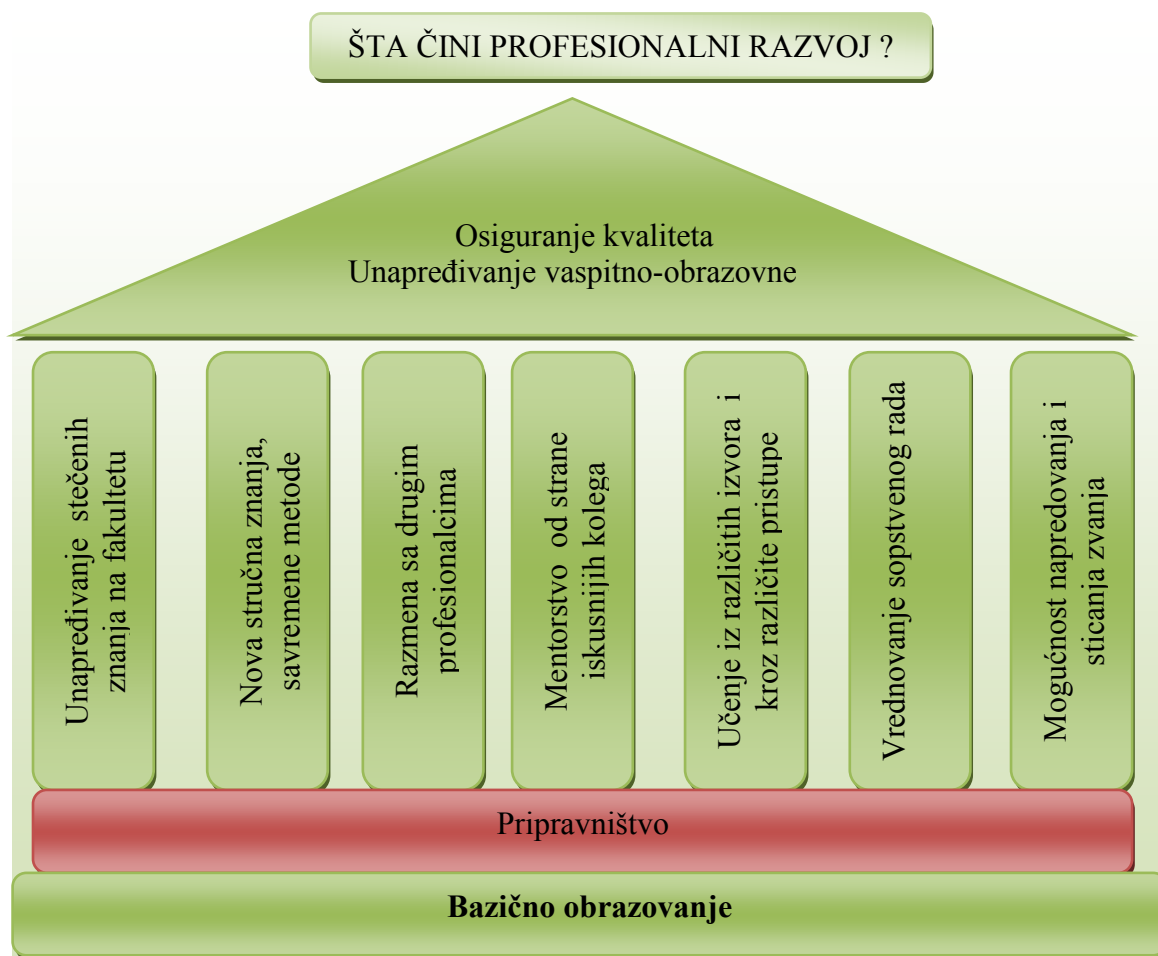 ŠTA ČINI PROFESIONALNI RAZVOJ ?
Osiguranje kvaliteta
Unapređivanje vaspitno-obrazovne
Unapređivanje stečenih
znanja na fakultetu
Nova stručna znanja,
savremene metode
Razmena sa drugim
profesionalcima
Mentorstvo od strane
iskusnijih kolega
Učenje iz različitih izvora i
kroz različite pristupe
Vrednovanje sopstvenog rada
Mogućnost napredovanja i
sticanja zvanja
Pripravništvo
Bazično obrazovanje